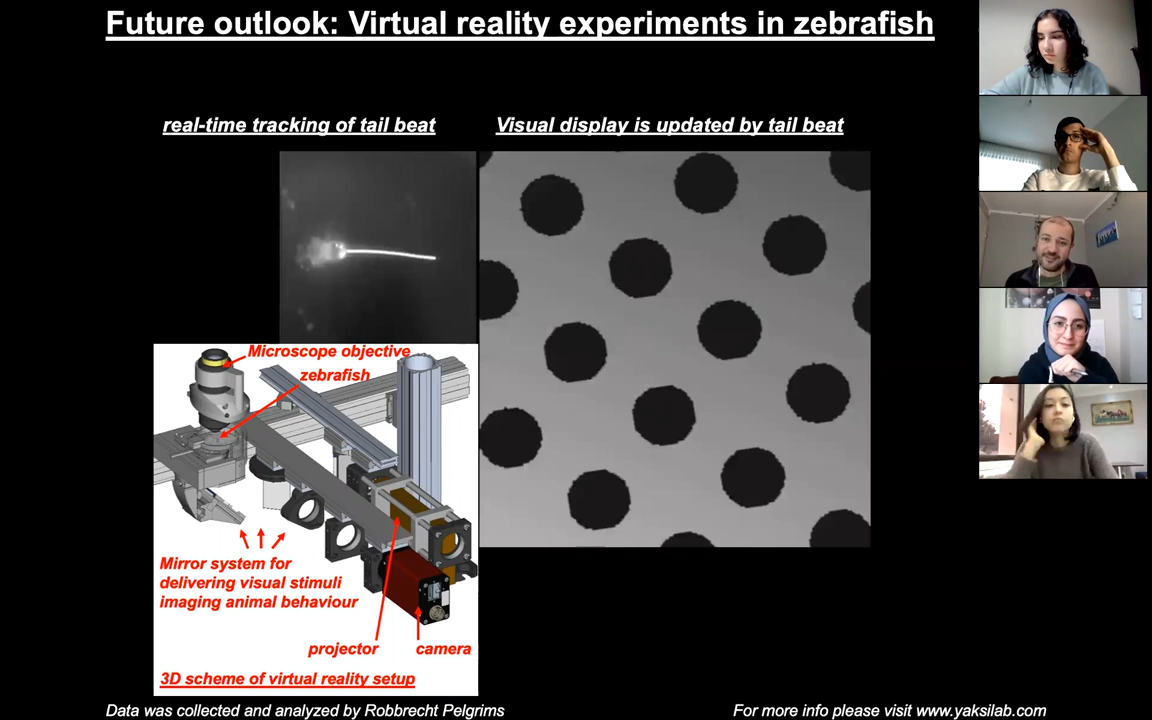 Future outlook: Virtual reality experiments in zebrafish
real-time tracking of tail beat
Visual display is updated by tail beat
Microscope objective
zebrafish
Mirror system for
delivering visual stimuli
imaging animal behaviour
projector
camera
3D scheme of virtual reality setup
Data was collected and analyzed by Robbrecht Pelgrims
For more info please visit www.yaksilab.com